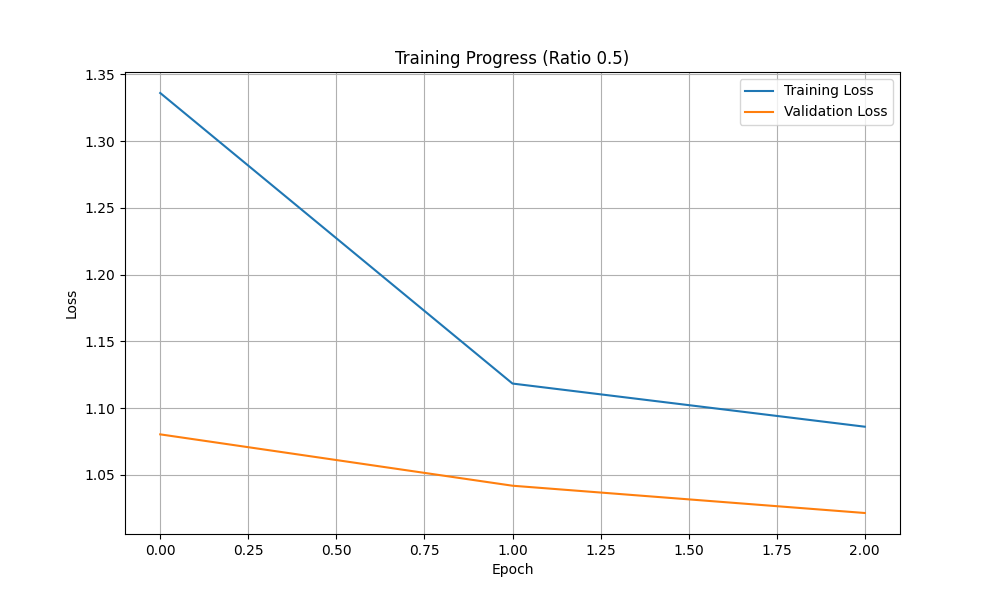 Training Progress (Ratio 0.5)
Training Loss
Validation Loss
Loss
1.35
1.30
1.25
1.20
1.15
1.10
1.05
0.00 0.25 0.50 0.75 1.00 1.25 1.50 1.75 2.00
Epoch